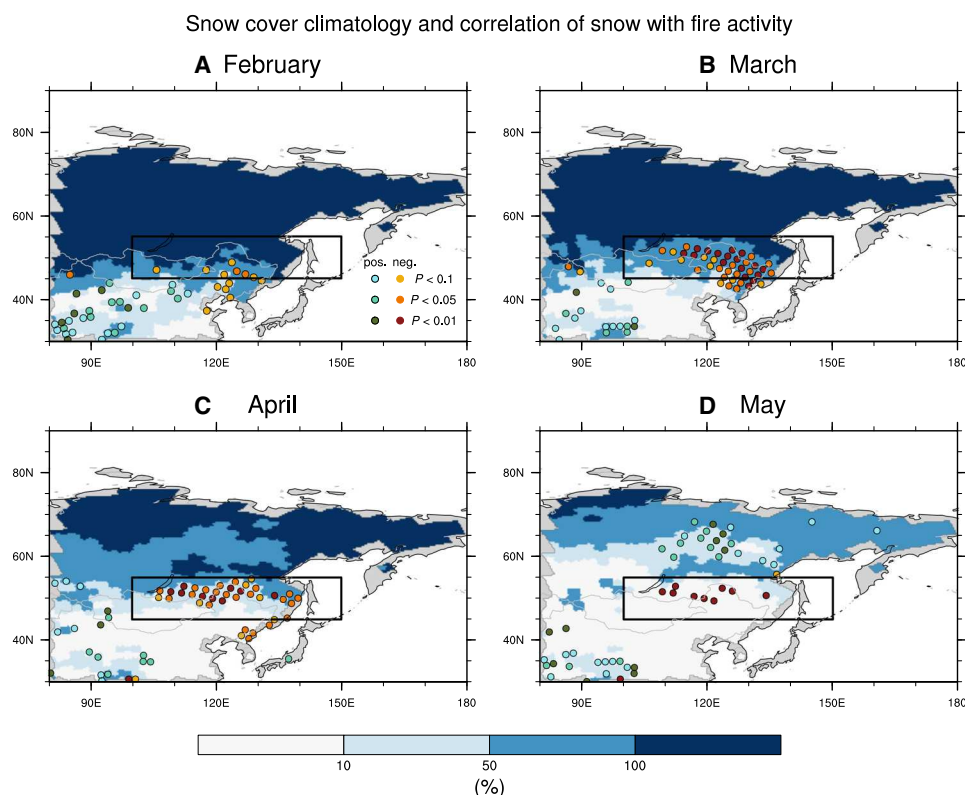 Snow cover climatology and correlation of snow with fire activity
A February
B March
80N
60N
40N
90E
120E
150E
180
pos. neg.
P < 0.1
P < 0.05
P < 0.01
80N
60N
40N
90E
120E
150E
180
C April
D May
80N
60N
40N
90E
120E
150E
180
80N
60N
40N
90E
120E
150E
180
10
50
100
(%)